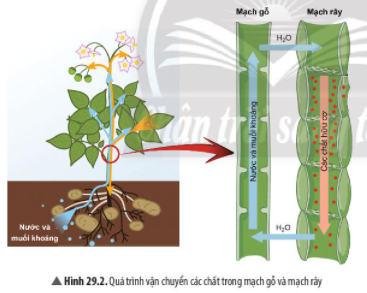 Mạch gỗ
Mạch rây
H₂O
Nước và muối khoáng
Các chất hữu cơ
H₂O
Nước và
muối khoáng
▲ Hình 29.2. Quá trình vận chuyển các chất trong mạch gỗ và mạch rây